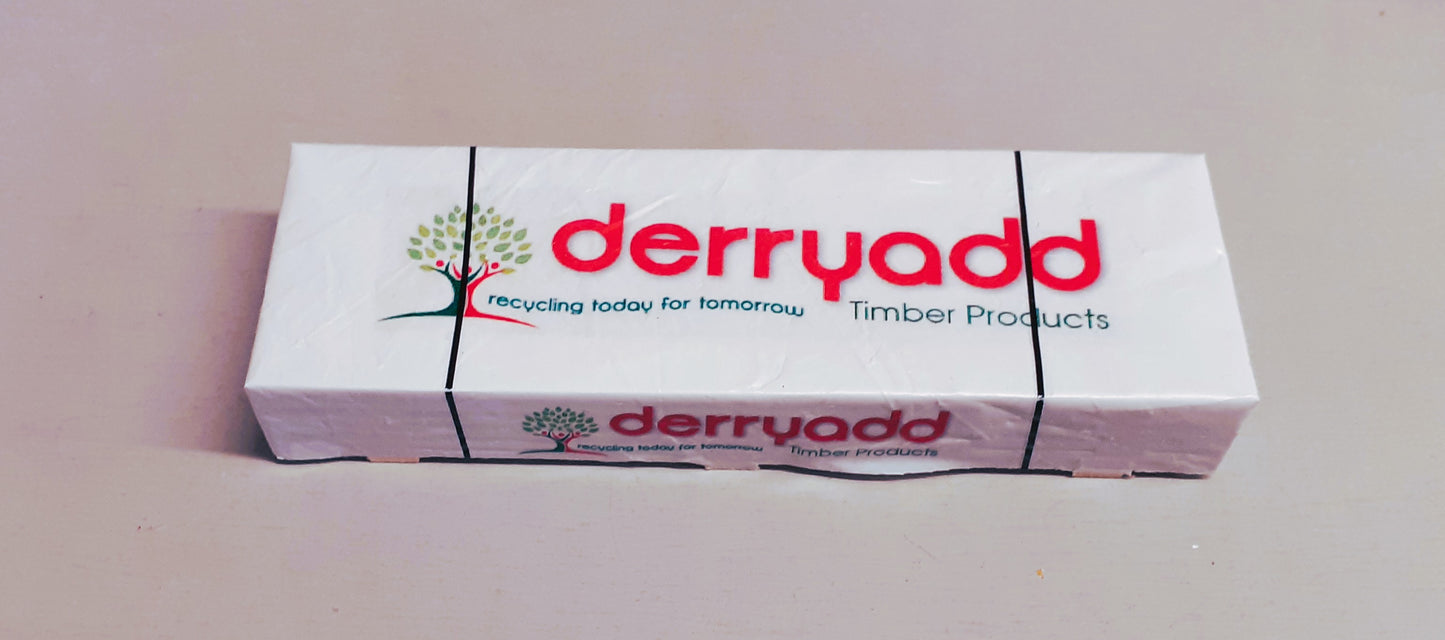 derryadd
recycling today for tomorrow Timber Products
derryadd
recycling today for tomorrow Timber Products